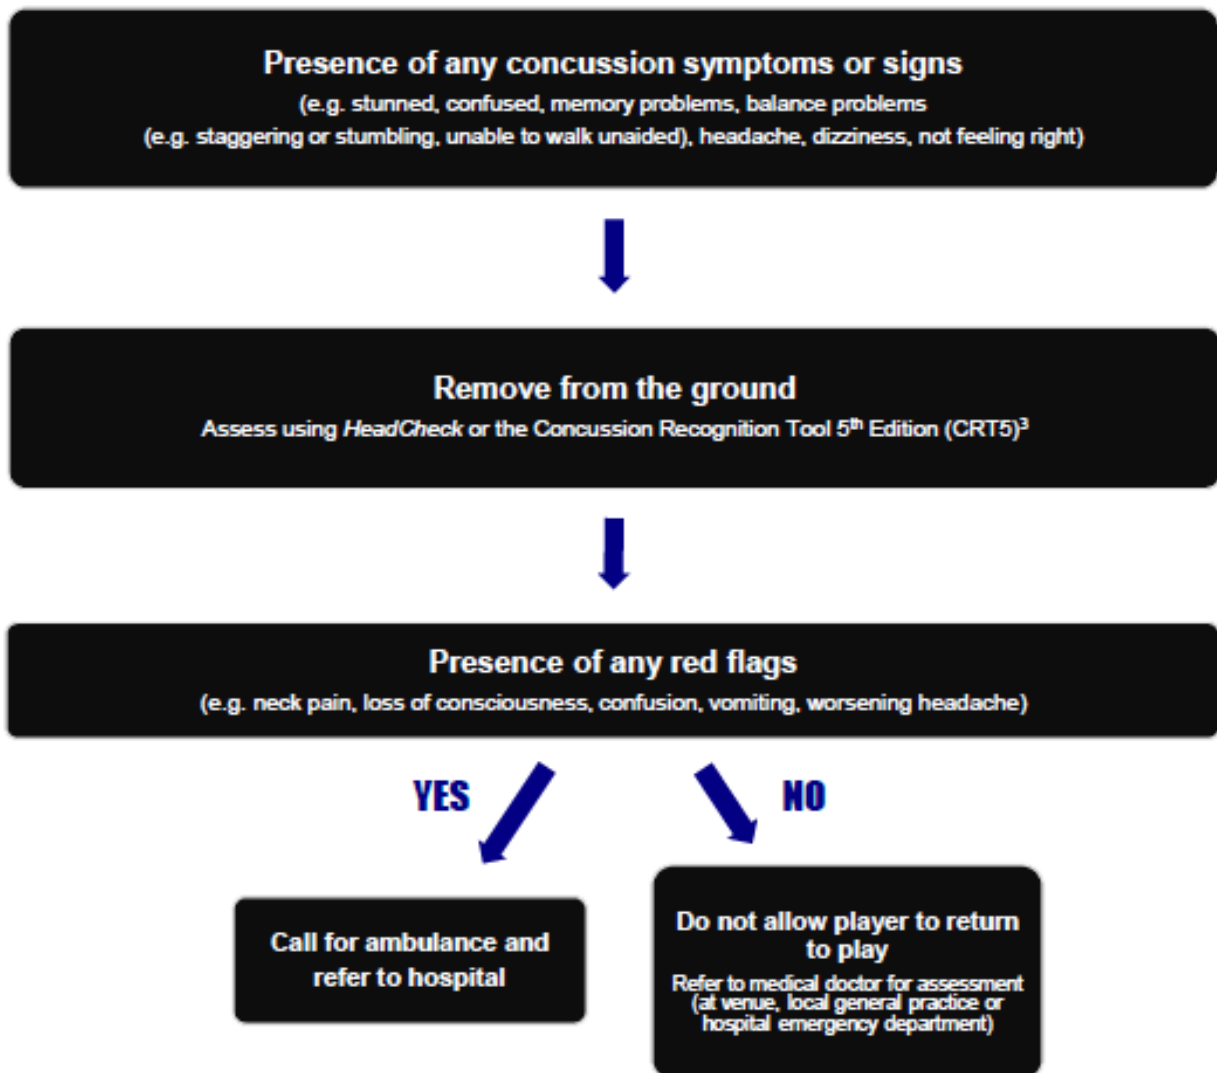 Presence of any concussion symptoms or signs
(e.g. stunned, confused, memory problems, balance problems
(e.g. staggering or stumbling, unable to walk unaided), headache, dizziness, not feeling right)
Remove from the ground
Assess using HeadCheck or the Concussion Recognition Tool 5th Edition (CRT5)3
Presence of any red flags
(e.g. neck pain, loss of consciousness, confusion, vomiting, worsening headache)
YES
NO
Call for ambulance and
refer to hospital
Do not allow player to return
to play
Refer to medical doctor for assessment
(at venue, local general practice or
hospital emergency department)